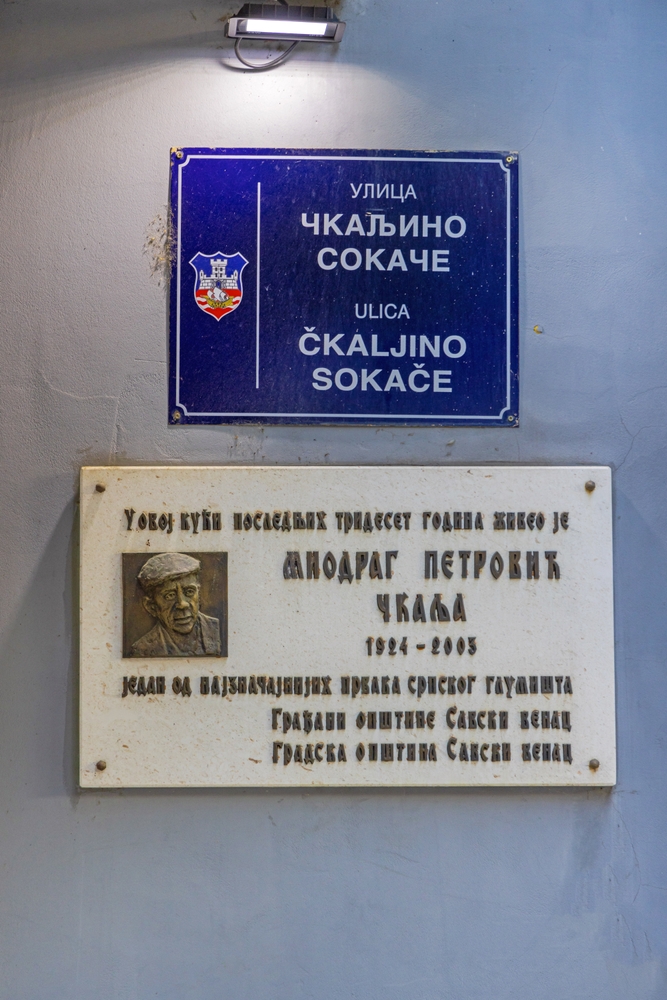 УЛИЦА
ЧКАЉИНО
СОКАЧЕ
ULICA
ČKALJINO
SOKAČE
У овој кући последњих тридесет година живео је
МИОДРАГ ПЕТРОВИЋ
ЧКАЉА
1924 - 2003
један од најзначајнијих првака српског глумишта
Грађани општине Савски венац
Градска општина Савски венац